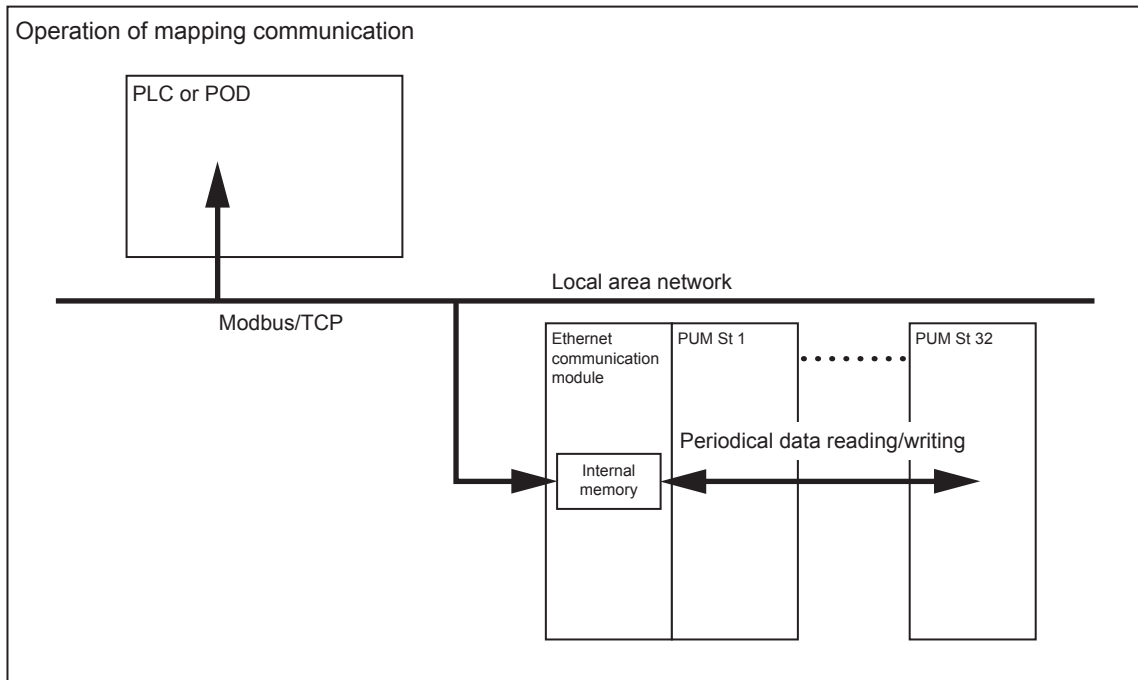 Operation of mapping communication
PLC or POD
Local area network
Modbus/TCP
Ethernet
communication
module
PUM St 1
PUM St 32
Periodical data reading/writing
Internal
memory